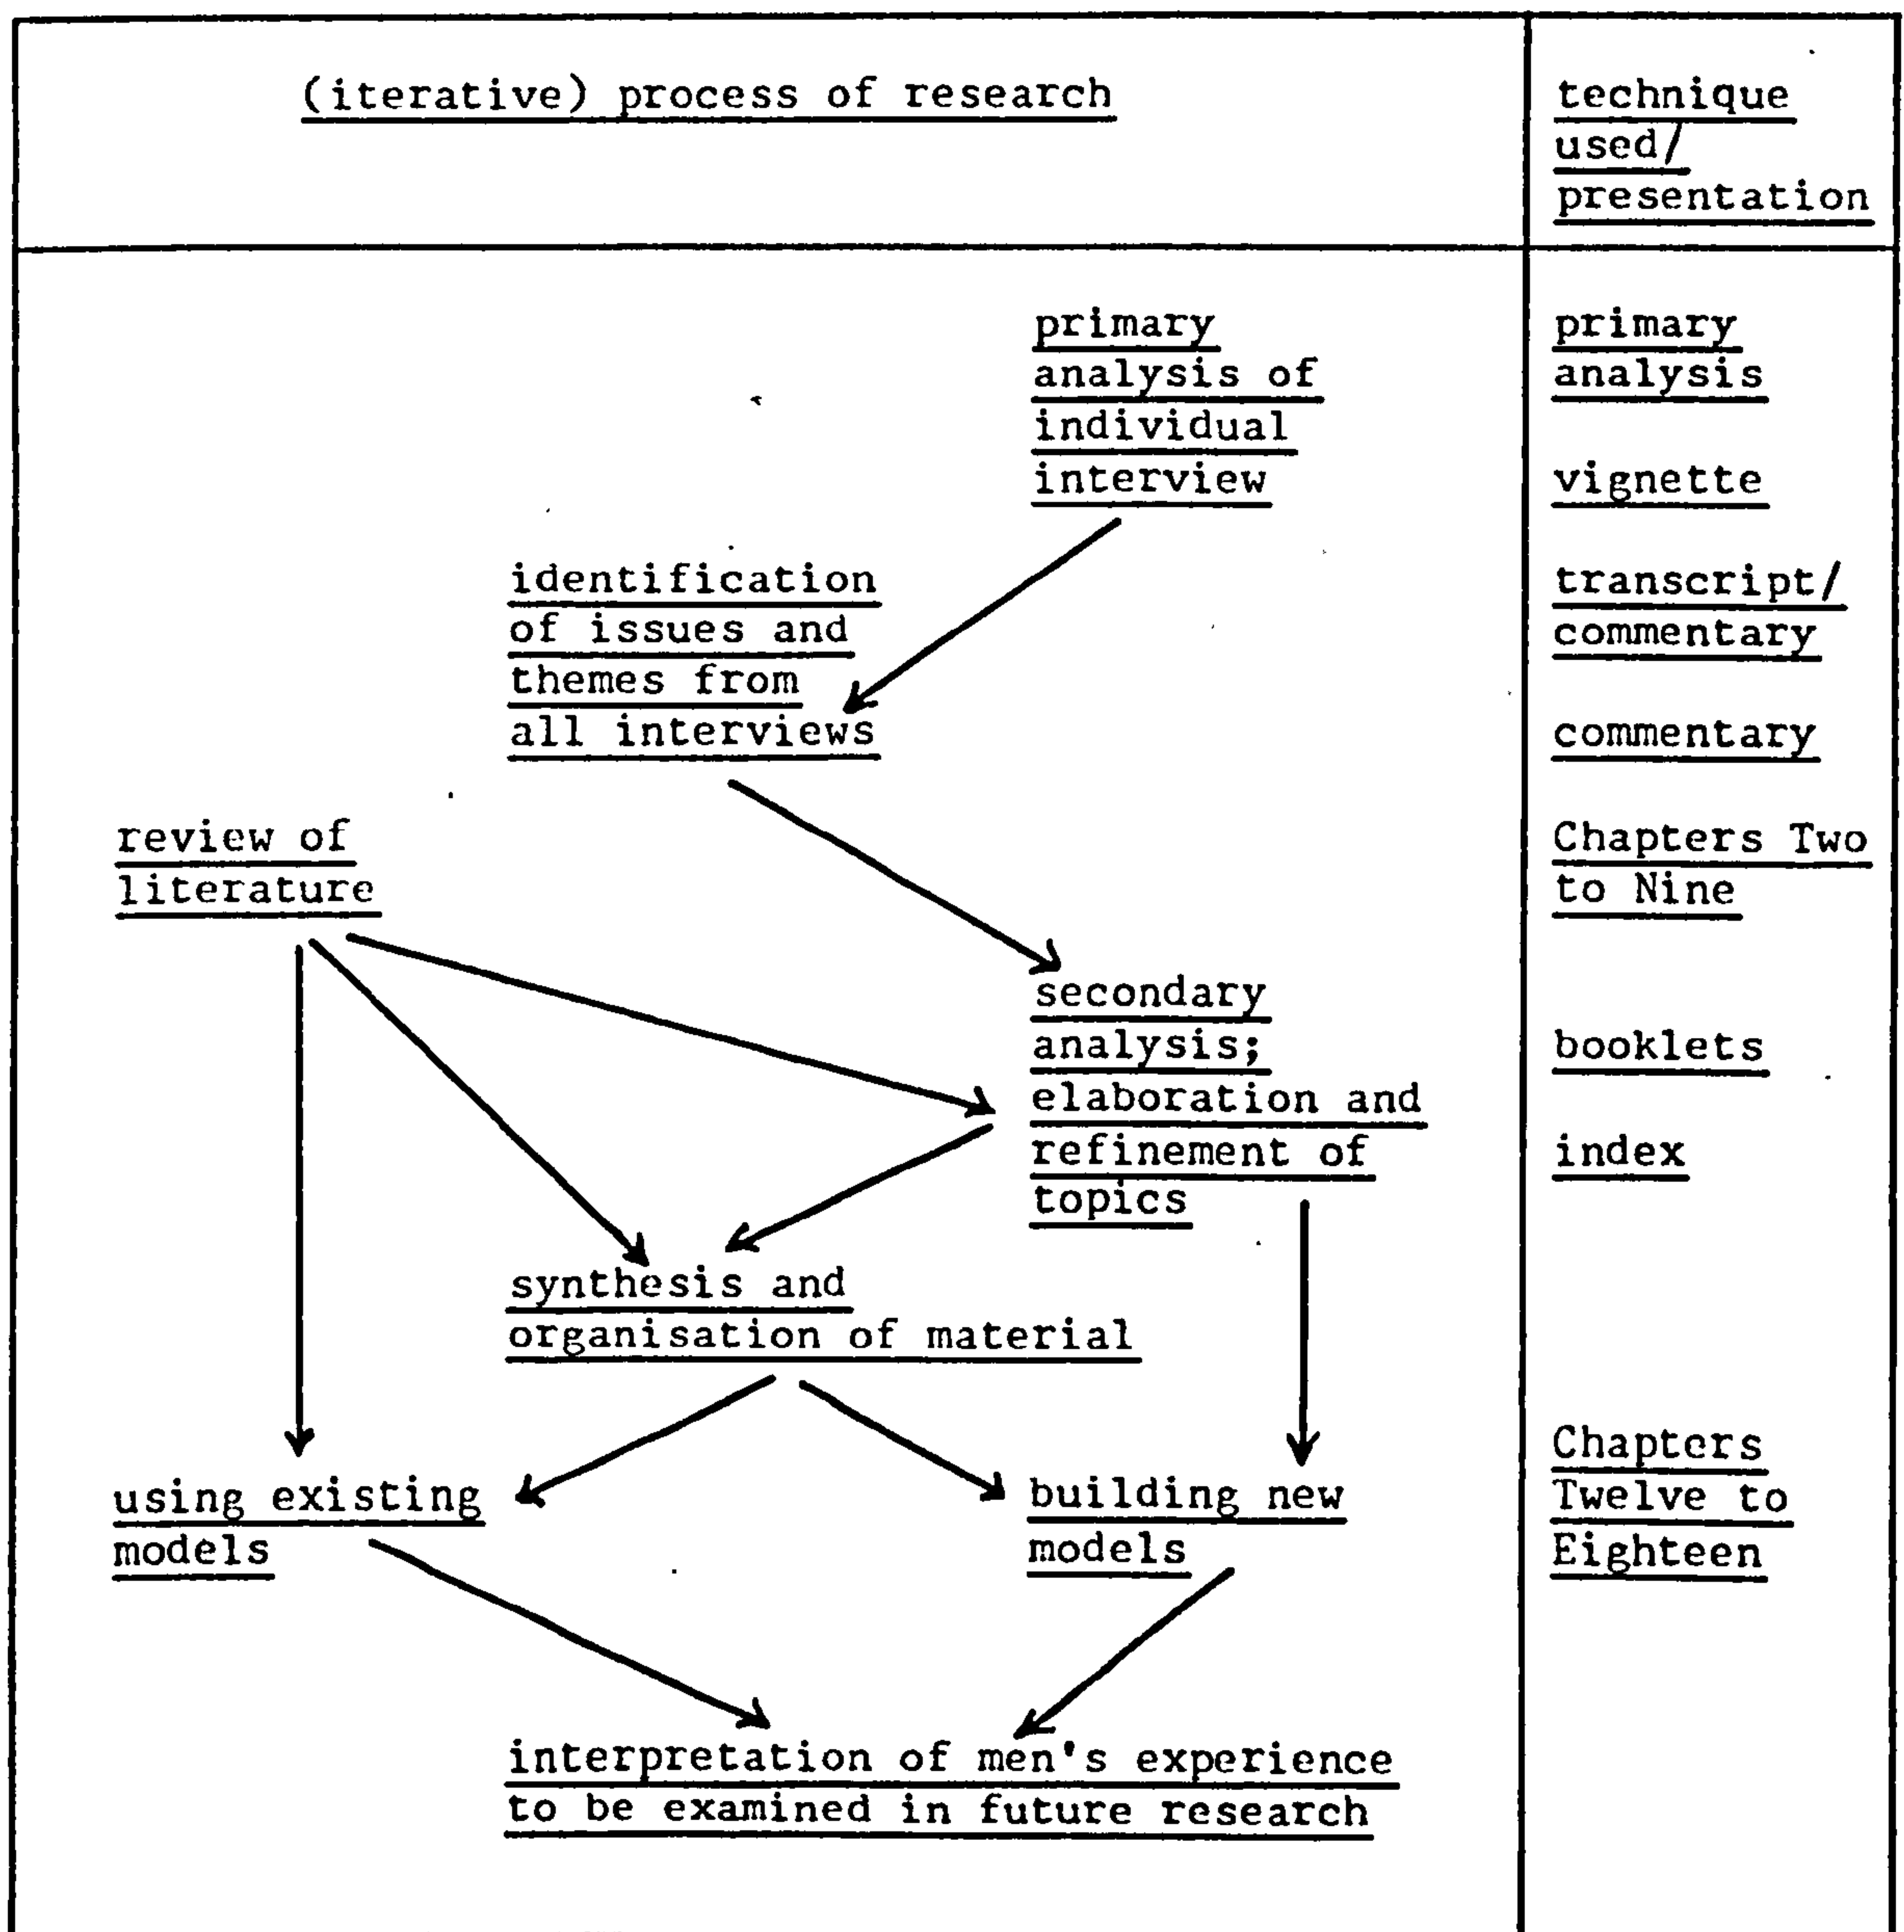 (iterative) process of research
technique
used/
presentation
primary
analysis of
individual
interview
primary
analysis
vignette
identification
of issues and
themes from
all interviews
transcript/
commentary
commentary
review of
literature
Chapters Two
to Nine
secondary
analysis;
elaboration and
refinement of
topics
booklets
index
synthesis and
organisation of material
using existing
models
building new
models
Chapters
Twelve to
Eighteen
interpretation of men's experience
to be examined in future research